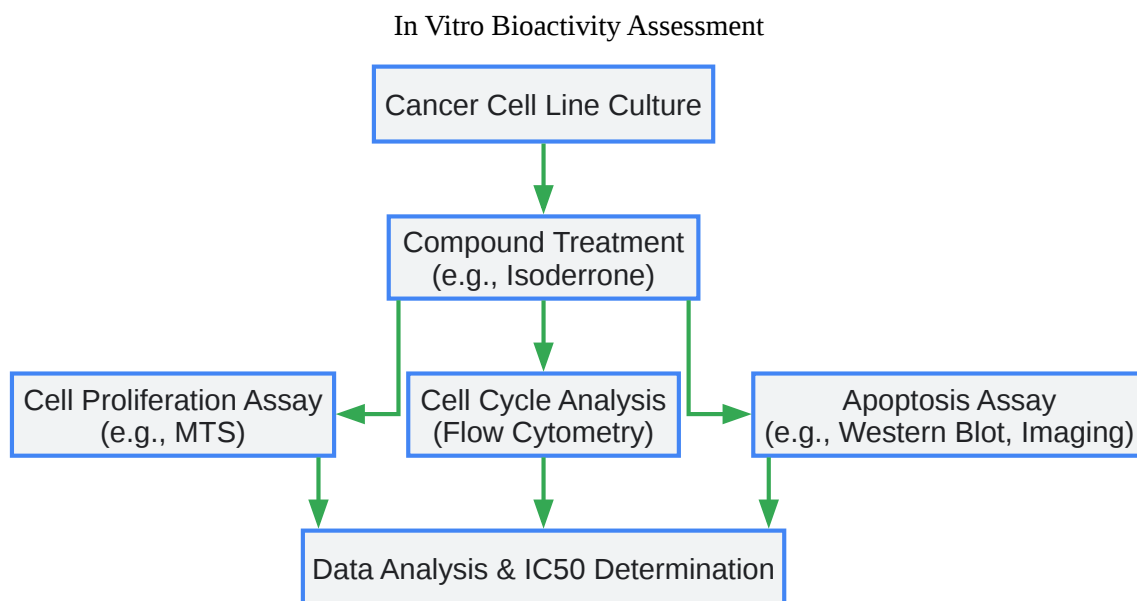 In Vitro Bioactivity Assessment
Cancer Cell Line Culture
Compound Treatment
(e.g., Isoderrone)
Cell Proliferation Assay
(e.g., MTS)
Cell Cycle Analysis
(Flow Cytometry)
Apoptosis Assay
(e.g., Western Blot, Imaging)
Data Analysis & IC50 Determination